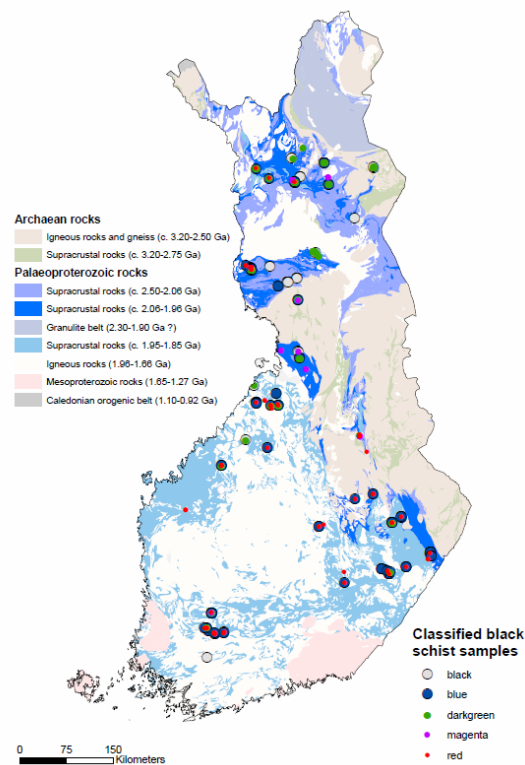 Archaean rocks
Igneous rocks and gneiss (c. 3.20-2.50 Ga)
Supracrustal rocks (c. 3.20-2.75 Ga)
Palaeoproterozoic rocks
Supracrustal rocks (c. 2.50-2.06 Ga)
Supracrustal rocks (c. 2.06-1.96 Ga)
Granulite belt (2.30-1.90 Ga ?)
Supracrustal rocks (c. 1.95-1.85 Ga)
Igneous rocks (1.96-1.66 Ga)
Mesoproterozoic rocks (1.65-1.27 Ga)
Caledonian orogenic belt (1.10-0.92 Ga)
Classified black
schist samples
black
blue
darkgreen
magenta
red
0 75 150
Kilometers